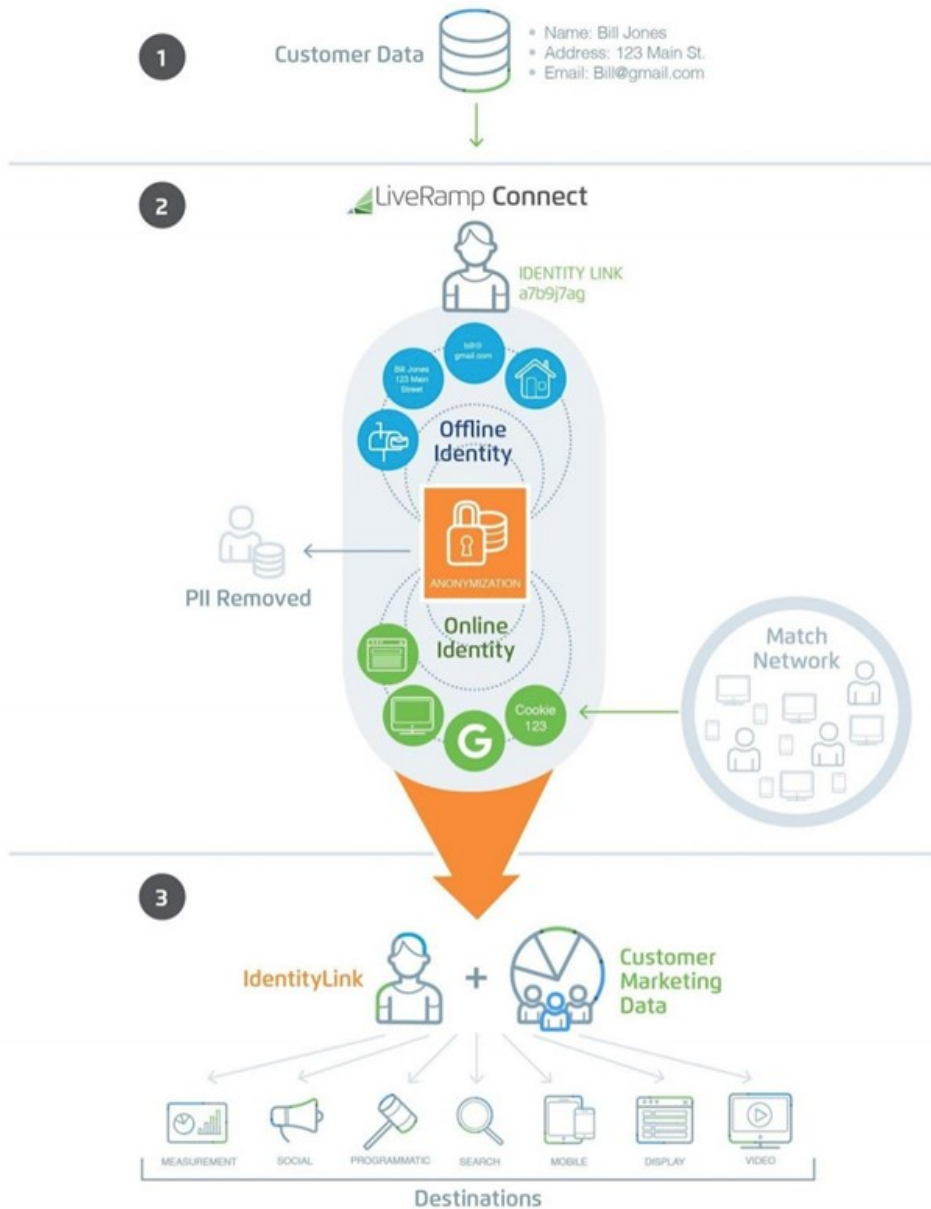 1
Customer Data
• Name: Bill Jones
• Address: 123 Main St.
• Email: Bill@gmail.com
2
LiveRamp Connect
IDENTITY LINK
a7b9j7ag
bill@
gmail.com
Bill Jones
123 Main
Street
Offline
Identity
ANONYMIZATION
PII Removed
Online
Identity
Match
Network
Cookie
123
G
3
IdentityLink
+
Customer
Marketing
Data
MEASUREMENT
SOCIAL
PROGRAMMATIC
SEARCH
MOBILE
DISPLAY
VIDEO
Destinations